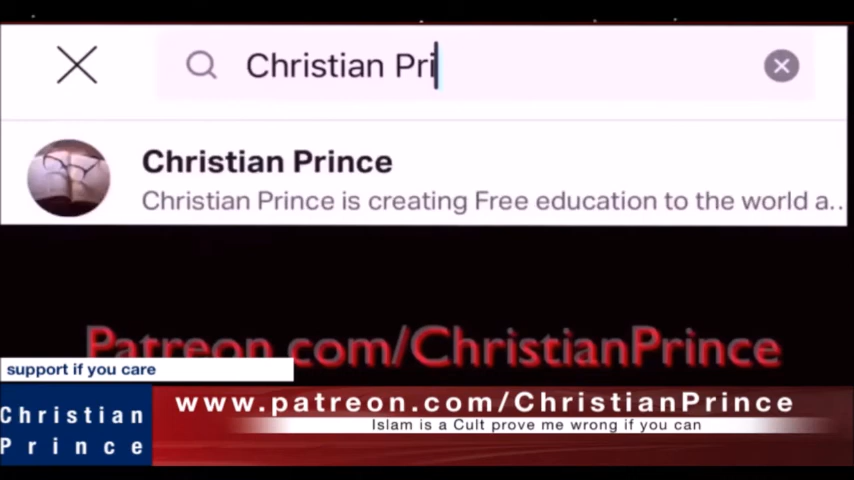 Christian Pri
Christian Prince
Christian Prince is creating Free education to the world a..
Patreon.com/ChristianPrince
support if you care
Christian
Prince
www.patreon.com/ChristianPrince
Islam is a Cult prove me wrong if you can